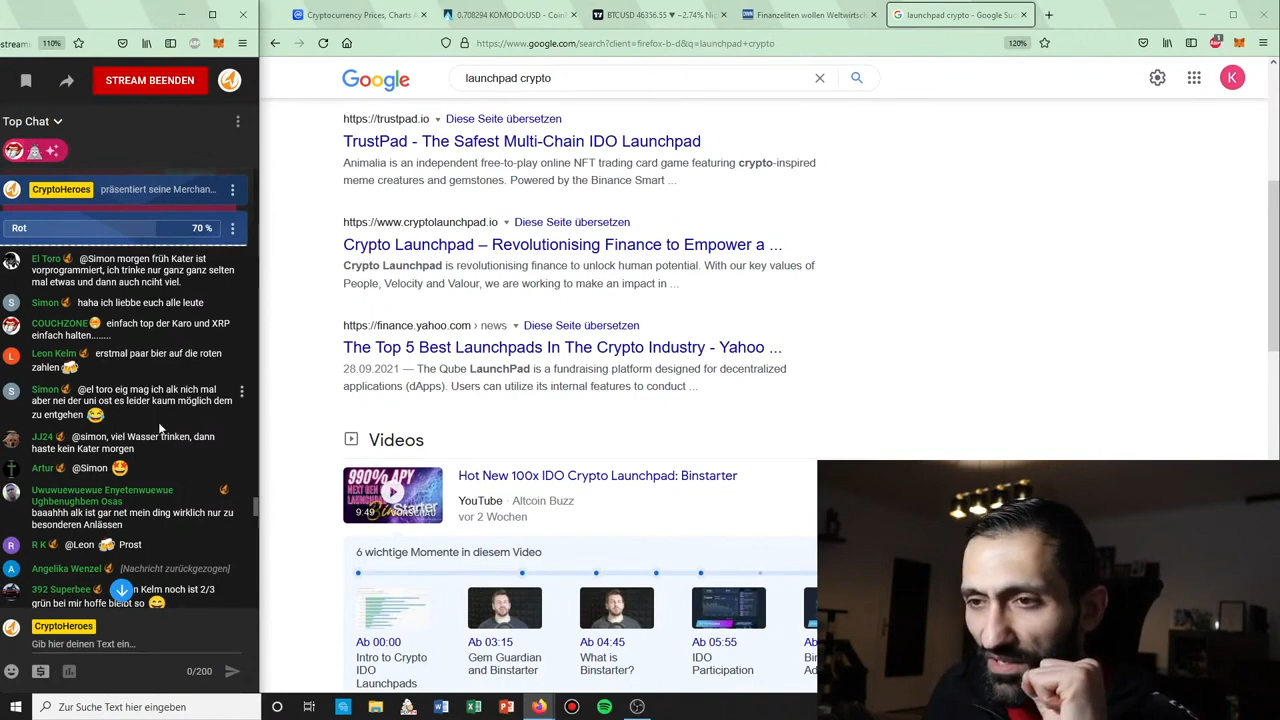 Cryptocurrency Prices, Charts
0.708294 KOMODO:USD - Coin
BTCUSD 46356.55 ▼ −2.74%
Finanzeliten wollen Weltwirtsch
launchpad crypto - Google Suc
110%
https://www.google.com/search?client=firefox-b-d&q=launchpad+crypto
120%
STREAM BEENDEN
Google
launchpad crypto
K
Top Chat
CryptoHeroes präsentiert seine Merchan...
Rot 70 %
El Toro @Simon morgen früh Kater ist
vorprogrammiert, ich trinke nur ganz ganz selten
mal etwas und dann auch nciht viel.
Simon haha ich liebbe euch alle leute
COUCHZONE einfach top der Karo und XRP
einfach halten........
Leon Kelm erstmal paar bier auf die roten
zahlen
Simon @el toro eig mag ich alk nich mal
aber nei der uni ost es leider kaum möglich dem
zu entgehen
JJ24 @simon, viel Wasser trinken, dann
haste kein Kater morgen
Artur @Simon
Uwuwuewuewue Enyetenwuewue
Ughbenughbem Osas
baaahhh alk ist gar net mein ding wirklich nur zu
besonderen Anlässen
R K @Leon Prost
Angelika Wenzel [Nachricht zurückgezogen]
392 Superbee n Kelm noch ist 2/3
grün bei mir hoffe bleibt so
CryptoHeroes
Gib hier deinen Text ein...
0/200
https://trustpad.io Diese Seite übersetzen
TrustPad - The Safest Multi-Chain IDO Launchpad
Animalia is an independent free-to-play online NFT trading card game featuring crypto-inspired
meme creatures and gemstones. Powered by the Binance Smart ...
https://www.cryptolaunchpad.io Diese Seite übersetzen
Crypto Launchpad – Revolutionising Finance to Empower a ...
Crypto Launchpad is revolutionising finance to unlock human potential. With our key values of
People, Velocity and Valour, we are working to make an impact in ...
https://finance.yahoo.com › news Diese Seite übersetzen
The Top 5 Best Launchpads In The Crypto Industry - Yahoo ...
28.09.2021 — The Qube LaunchPad is a fundraising platform designed for decentralized
applications (dApps). Users can utilize its internal features to conduct ...
Videos
990% APY
9:49
Hot New 100x IDO Crypto Launchpad: Binstarter
YouTube · Altcoin Buzz
vor 2 Wochen
6 wichtige Momente in diesem Video
Ab 00:00
Intro to Crypto
IDO
Launchpads
Ab 03:15
Gem Guardian
and Binstarter
Ab 04:45
What is
Binstarter?
Ab 05:55
IDO
Participation
Zur Suche Text hier eingeben